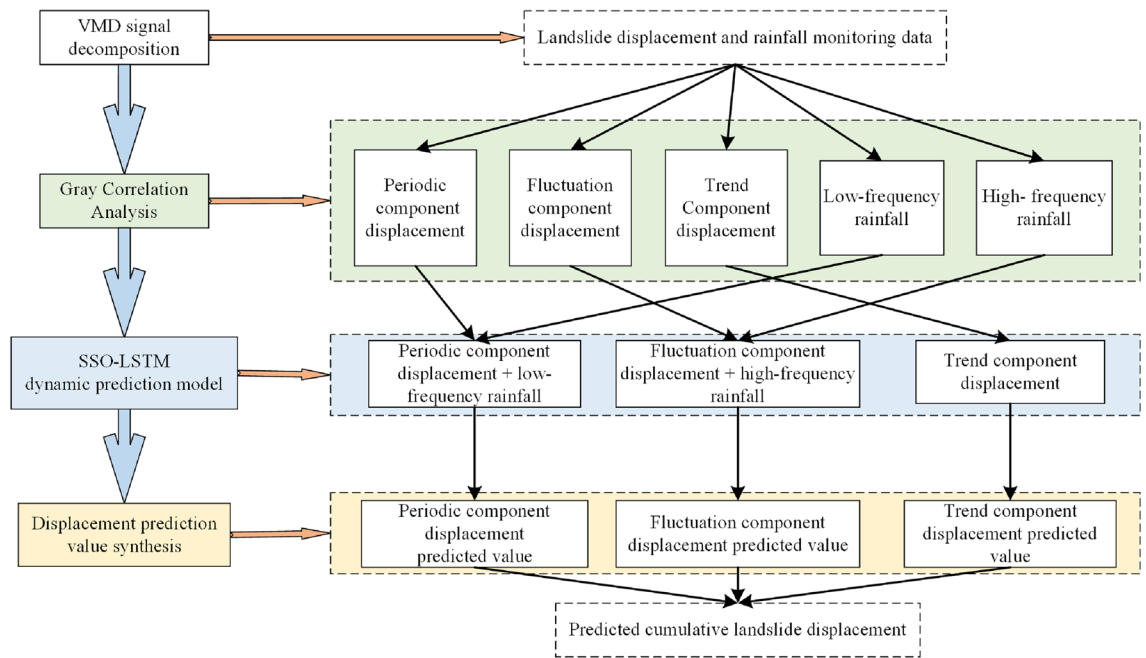 VMD signal
decomposition
Landslide displacement and rainfall monitoring data
Gray Correlation
Analysis
Periodic
component
displacement
Fluctuation
component
displacement
Trend
Component
displacement
Low-frequency
rainfall
High- frequency
rainfall
SSO-LSTM
dynamic prediction model
Periodic component
displacement + low-
frequency rainfall
Fluctuation component
displacement + high-frequency
rainfall
Trend component
displacement
Displacement prediction
value synthesis
Periodic component
displacement
predicted value
Fluctuation component
displacement predicted value
Trend component
displacement predicted
value
Predicted cumulative landslide displacement